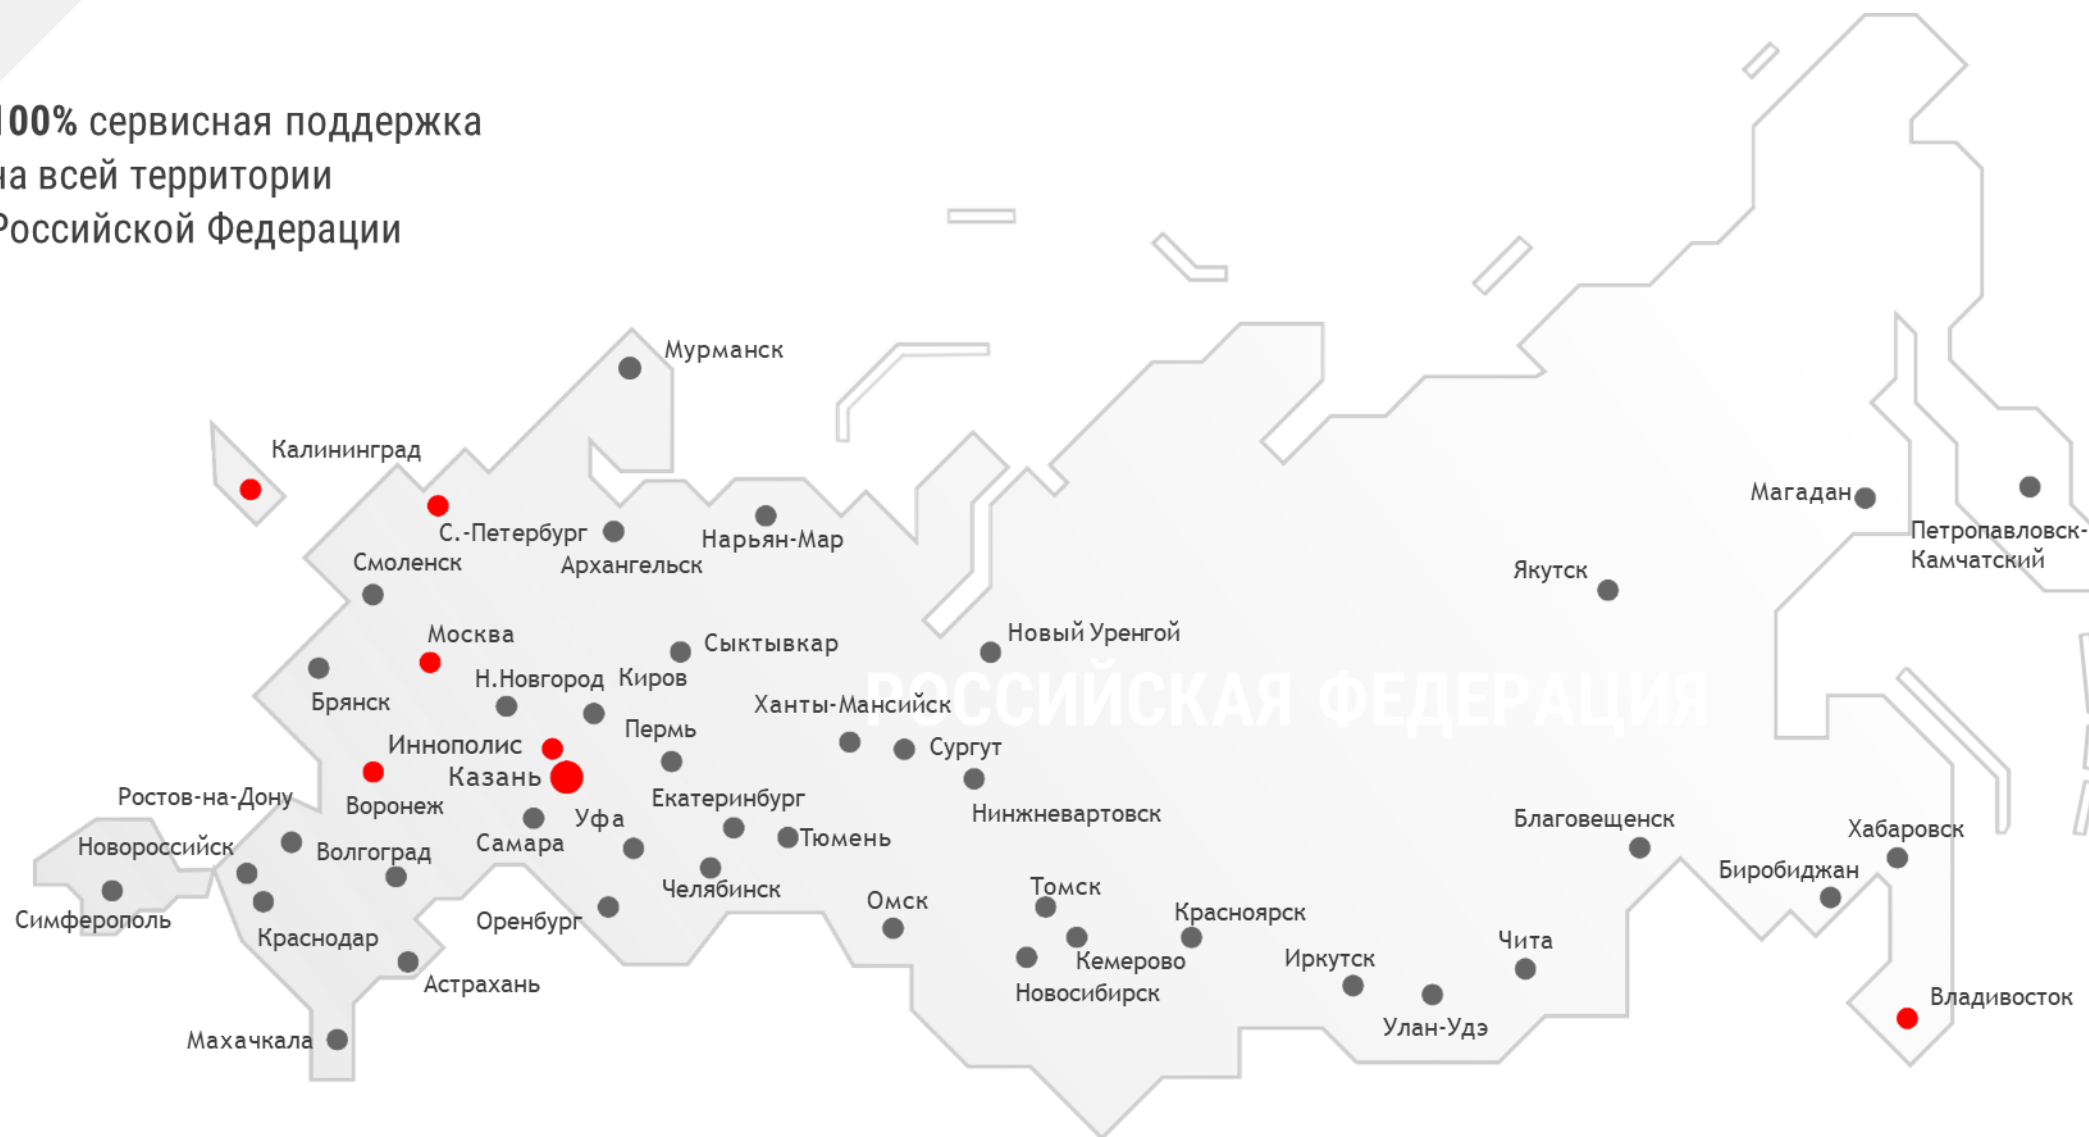 100% сервисная поддержка
на всей территории
Российской Федерации
Мурманск
Калининград
С.-Петербург
Архангельск
Нарьян-Мар
Смоленск
Магадан
Петропавловск-
Камчатский
Якутск
Москва
Сыктывкар
Новый Уренгой
Н.Новгород
Киров
Брянск
РОССИЙСКАЯ ФЕДЕРАЦИЯ
Ханты-Мансийск
Пермь
Иннополис
Сургут
Казань
Ростов-на-Дону
Воронеж
Екатеринбург
Нинжневартовск
Уфа
Благовещенск
Хабаровск
Новороссийск
Волгоград
Самара
Тюмень
Биробиджан
Челябинск
Томск
Омск
Симферополь
Оренбург
Красноярск
Краснодар
Чита
Кемерово
Иркутск
Астрахань
Новосибирск
Владивосток
Улан-Удэ
Махачкала